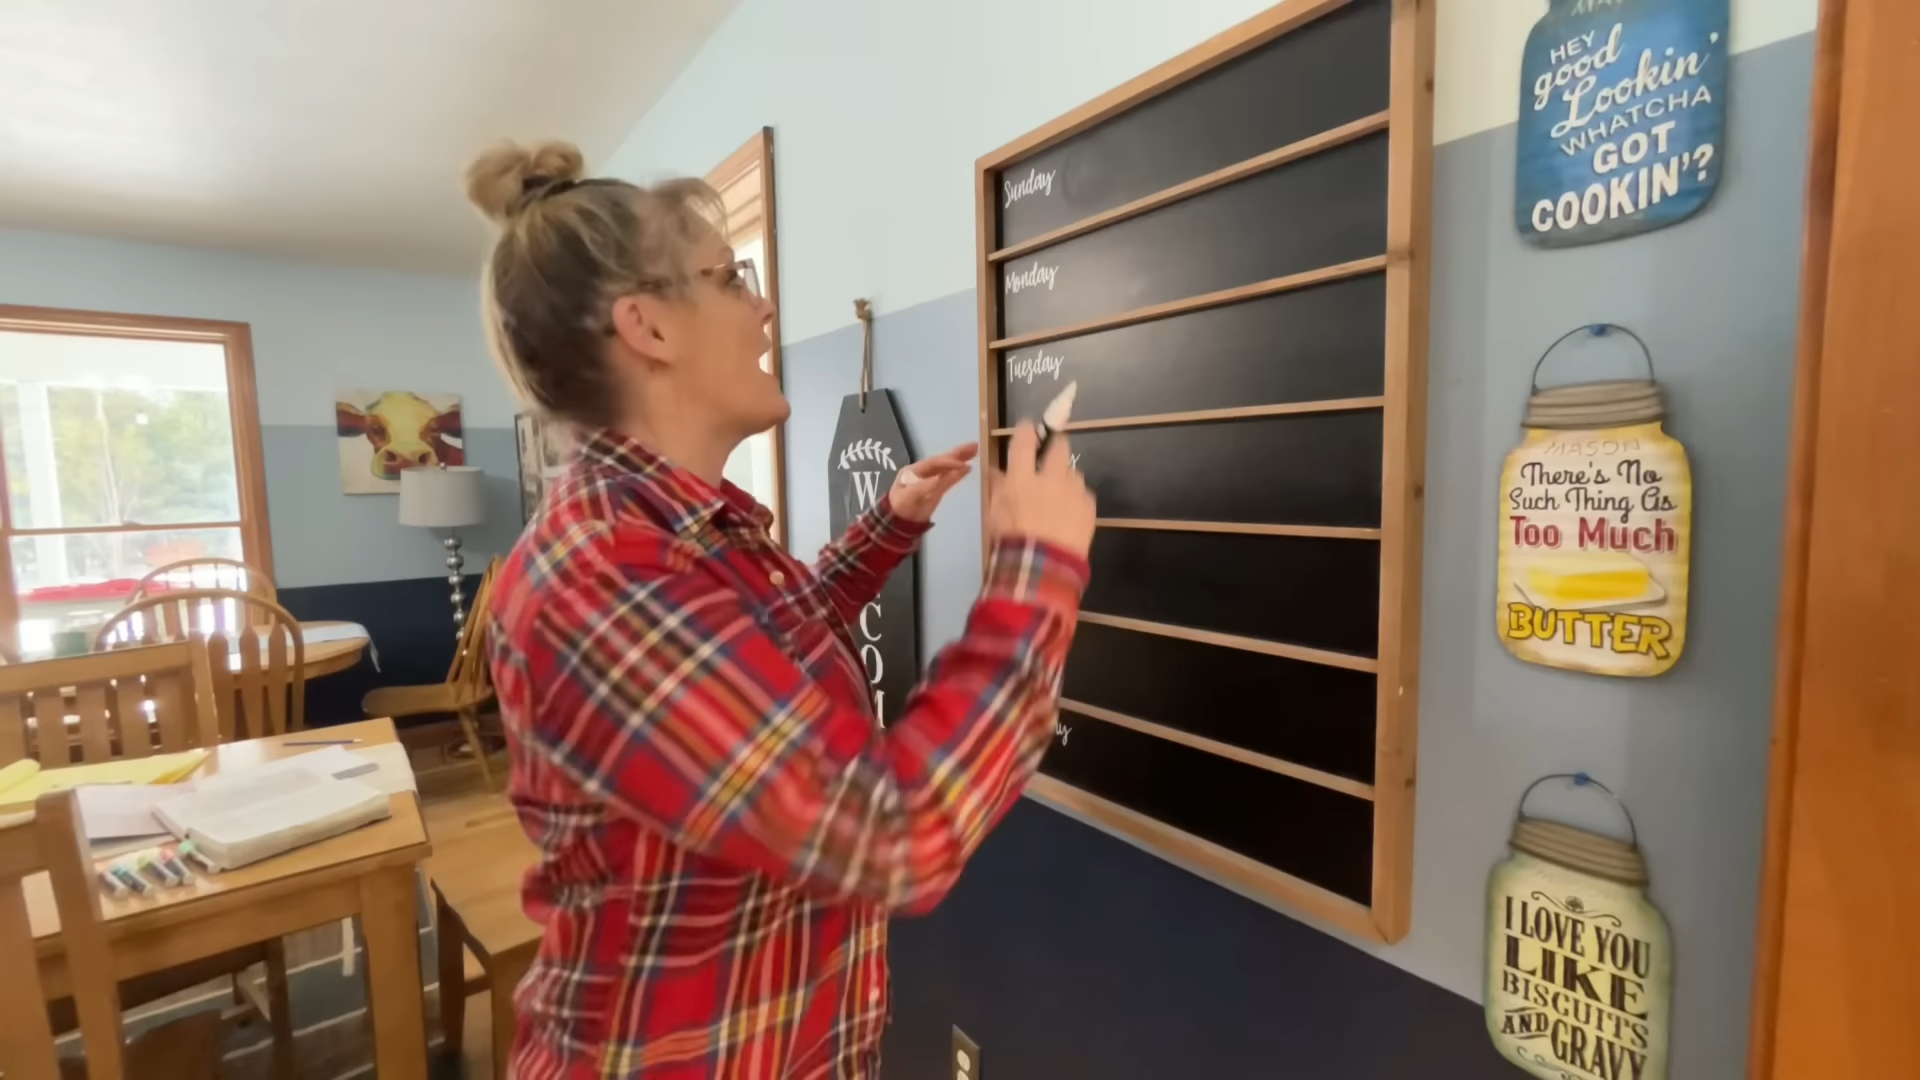 Sunday
Monday
Tuesday
W
C
O
HEY
good
Lookin'
WHATCHA
GOT
COOKIN'?
MASON
There's No
Such Thing As
Too Much
BUTTER
I LOVE YOU
LIKE
BISCUITS
AND GRAVY